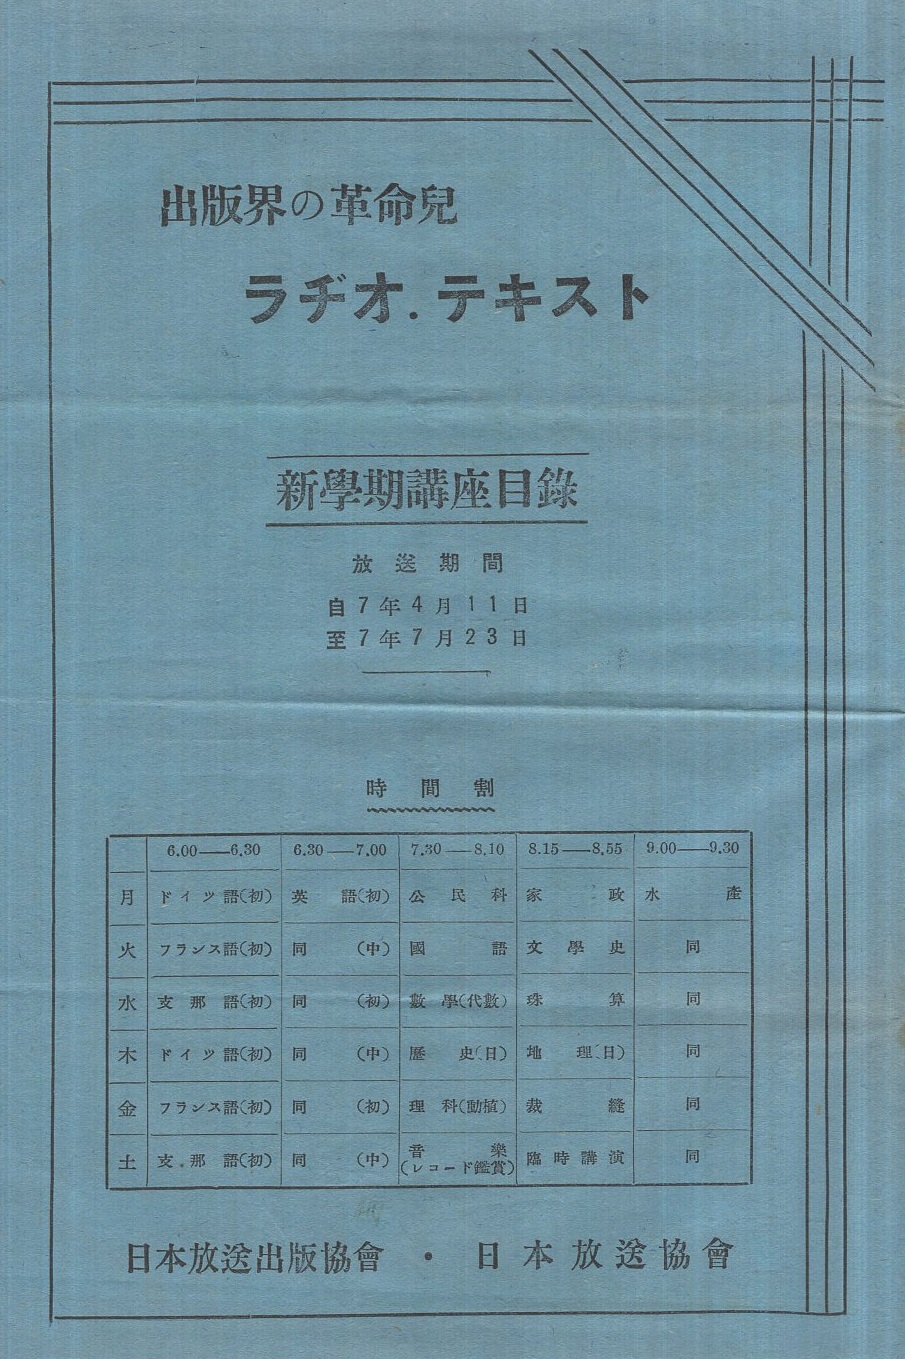 出版界の革命兒
ラヂオ.テキスト
新學期講座目錄
放送期間
自7年4月11日
至7年7月23日
時間割
6.00——6.30 6.30——7.00 7.30——8.10 8.15——8.55 9.00——9.30
月 ドイツ語(初) 英語(初) 公民科 家政 水產
火 フランス語(初) 同(中) 國語 文學史 同
水 支那語(初) 同(初) 數學(代數) 珠算 同
木 ドイツ語(初) 同(中) 歷史(日) 地理(日) 同
金 フランス語(初) 同(初) 理科(動植) 裁縫 同
土 支那語(初) 同(中) 音樂 臨時講演 同
(レコード鑑賞)
日本放送出版協會・日本放送協會